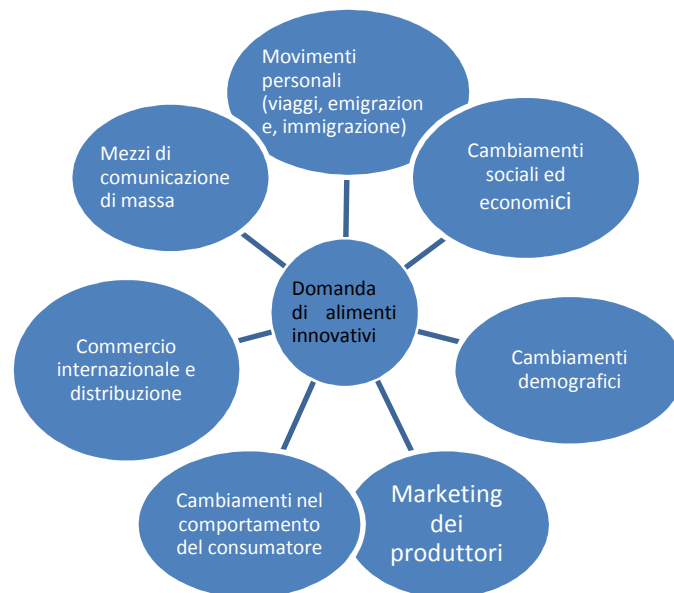 Movimenti
personali
(viaggi, emigrazion
e, immigrazione)
Mezzi di
comunicazione
di massa
Cambiamenti
sociali ed
economici
Domanda
di alimenti
innovativi
Commercio
internazionale e
distribuzione
Cambiamenti
demografici
Cambiamenti nel
comportamento
del consumatore
Marketing
dei
produttori